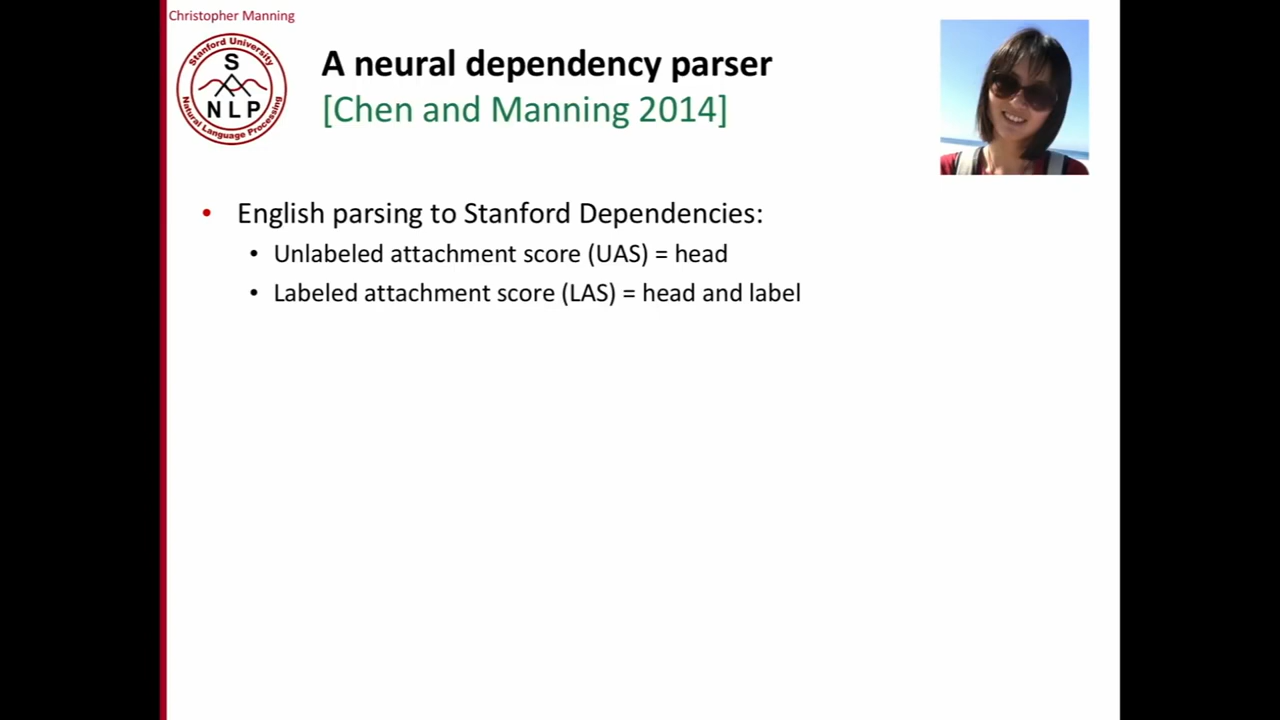 Christopher Manning
Stanford University
S
NLP
Natural Language Processing
A neural dependency parser
[Chen and Manning 2014]
• English parsing to Stanford Dependencies:
• Unlabeled attachment score (UAS) = head
• Labeled attachment score (LAS) = head and label